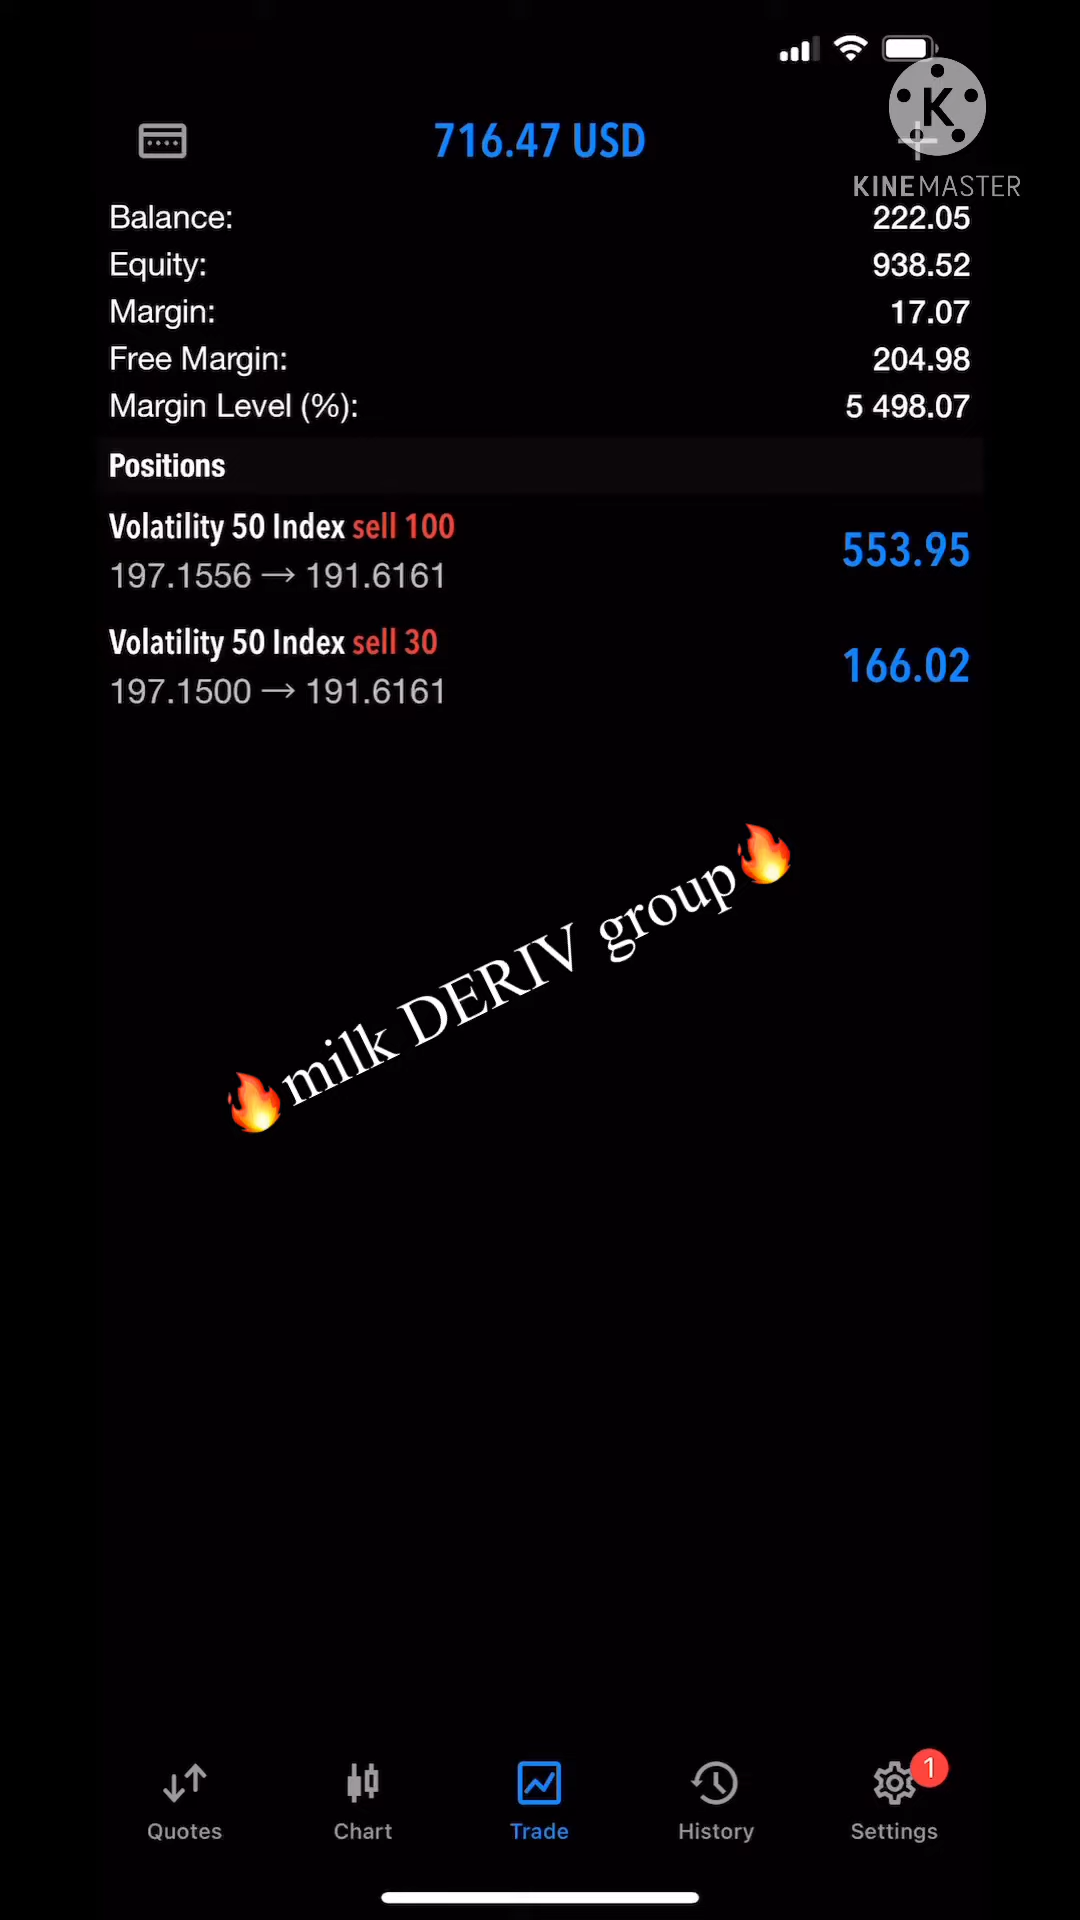 716.47 USD
KINEMASTER
Balance: 222.05
Equity: 938.52
Margin: 17.07
Free Margin: 204.98
Margin Level (%): 5 498.07
Positions
Volatility 50 Index sell 100
197.1556 → 191.6161
553.95
Volatility 50 Index sell 30
197.1500 → 191.6161
166.02
🔥milk DERIV group🔥
Quotes
Chart
Trade
History
Settings
1